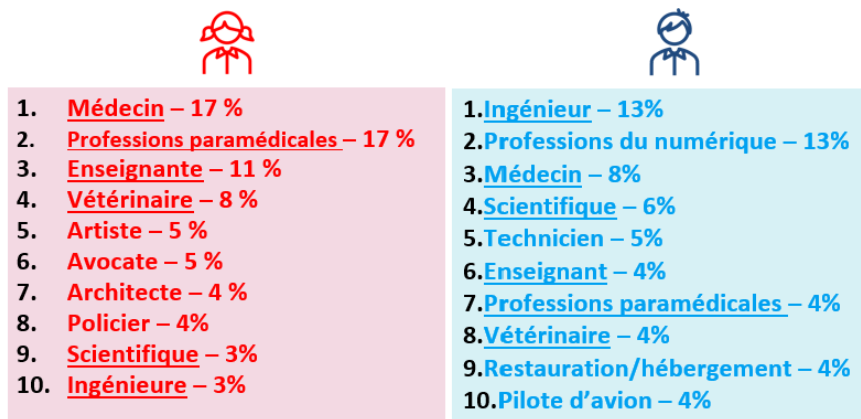 1. Médecin – 17 %
2. Professions paramédicales – 17 %
3. Enseignante – 11 %
4. Vétérinaire – 8 %
5. Artiste – 5 %
6. Avocate – 5 %
7. Architecte – 4 %
8. Policier – 4%
9. Scientifique – 3%
10. Ingénieure – 3%
1.Ingénieur – 13%
2.Professions du numérique – 13%
3.Médecin – 8%
4.Scientifique – 6%
5.Technicien – 5%
6.Enseignant – 4%
7.Professions paramédicales – 4%
8.Vétérinaire – 4%
9.Restauration/hébergement – 4%
10.Pilote d’avion – 4%